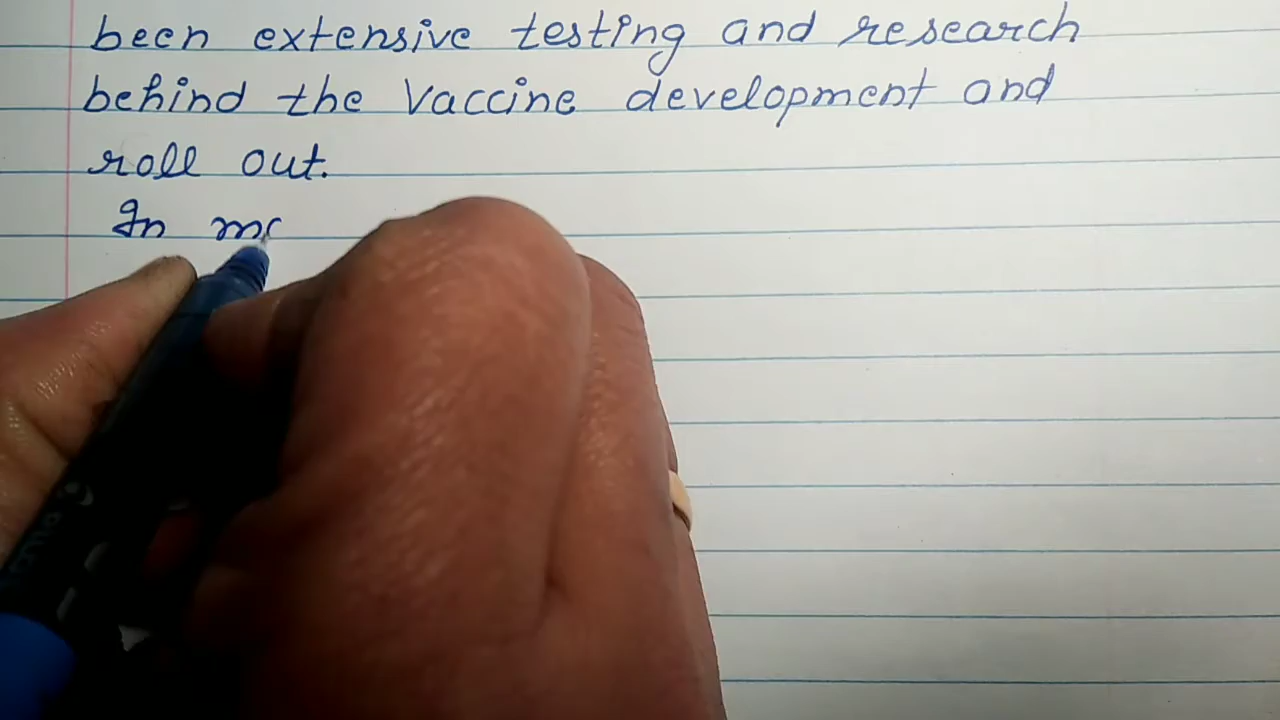 been extensive testing and research
behind the vaccine development and
roll out.
In